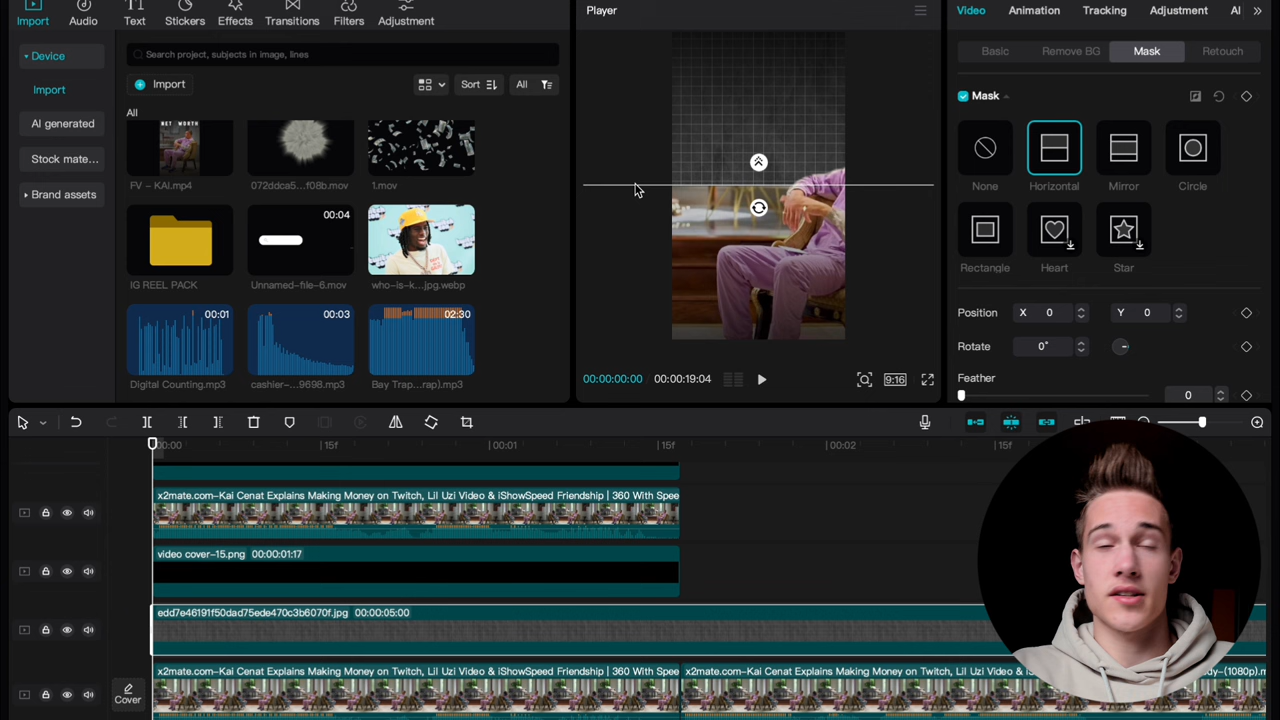 Import
Audio
Text
Stickers
Effects
Transitions
Filters
Adjustment
Device
Import
AI generated
Stock mate...
Brand assets
Search project, subjects in image, lines
Import
Sort
All
All
NET WORTH
FV - KAI.mp4
072ddca5...f08b.mov
1.mov
IG REEL PACK
00:04
Unnamed-file-6.mov
who-is-k...jpg.webp
00:01
Digital Counting.mp3
00:03
cashier-...9698.mp3
02:30
Bay Trap...rap).mp3
Player
00:00:00:00
00:00:19:04
9:16
Video
Animation
Tracking
Adjustment
AI
Basic
Remove BG
Mask
Retouch
Mask
None
Horizontal
Mirror
Circle
Rectangle
Heart
Star
Position
X
0
Y
0
Rotate
0°
Feather
0
00:00
15f
00:01
15f
00:02
15f
x2mate.com-Kai Cenat Explains Making Money on Twitch, Lil Uzi Video & iShowSpeed Friendship | 360 With Spee
video cover-15.png 00:00:01:17
edd7e46191f50dad75ede470c3b6070f.jpg 00:00:05:00
Cover
x2mate.com-Kai Cenat Explains Making Money on Twitch, Lil Uzi Video & iShowSpeed Friendship | 360 With Spee
x2mate.com-Kai Cenat Explains Making Money on Twitch, Lil Uzi Video &
dy-(1080p).m